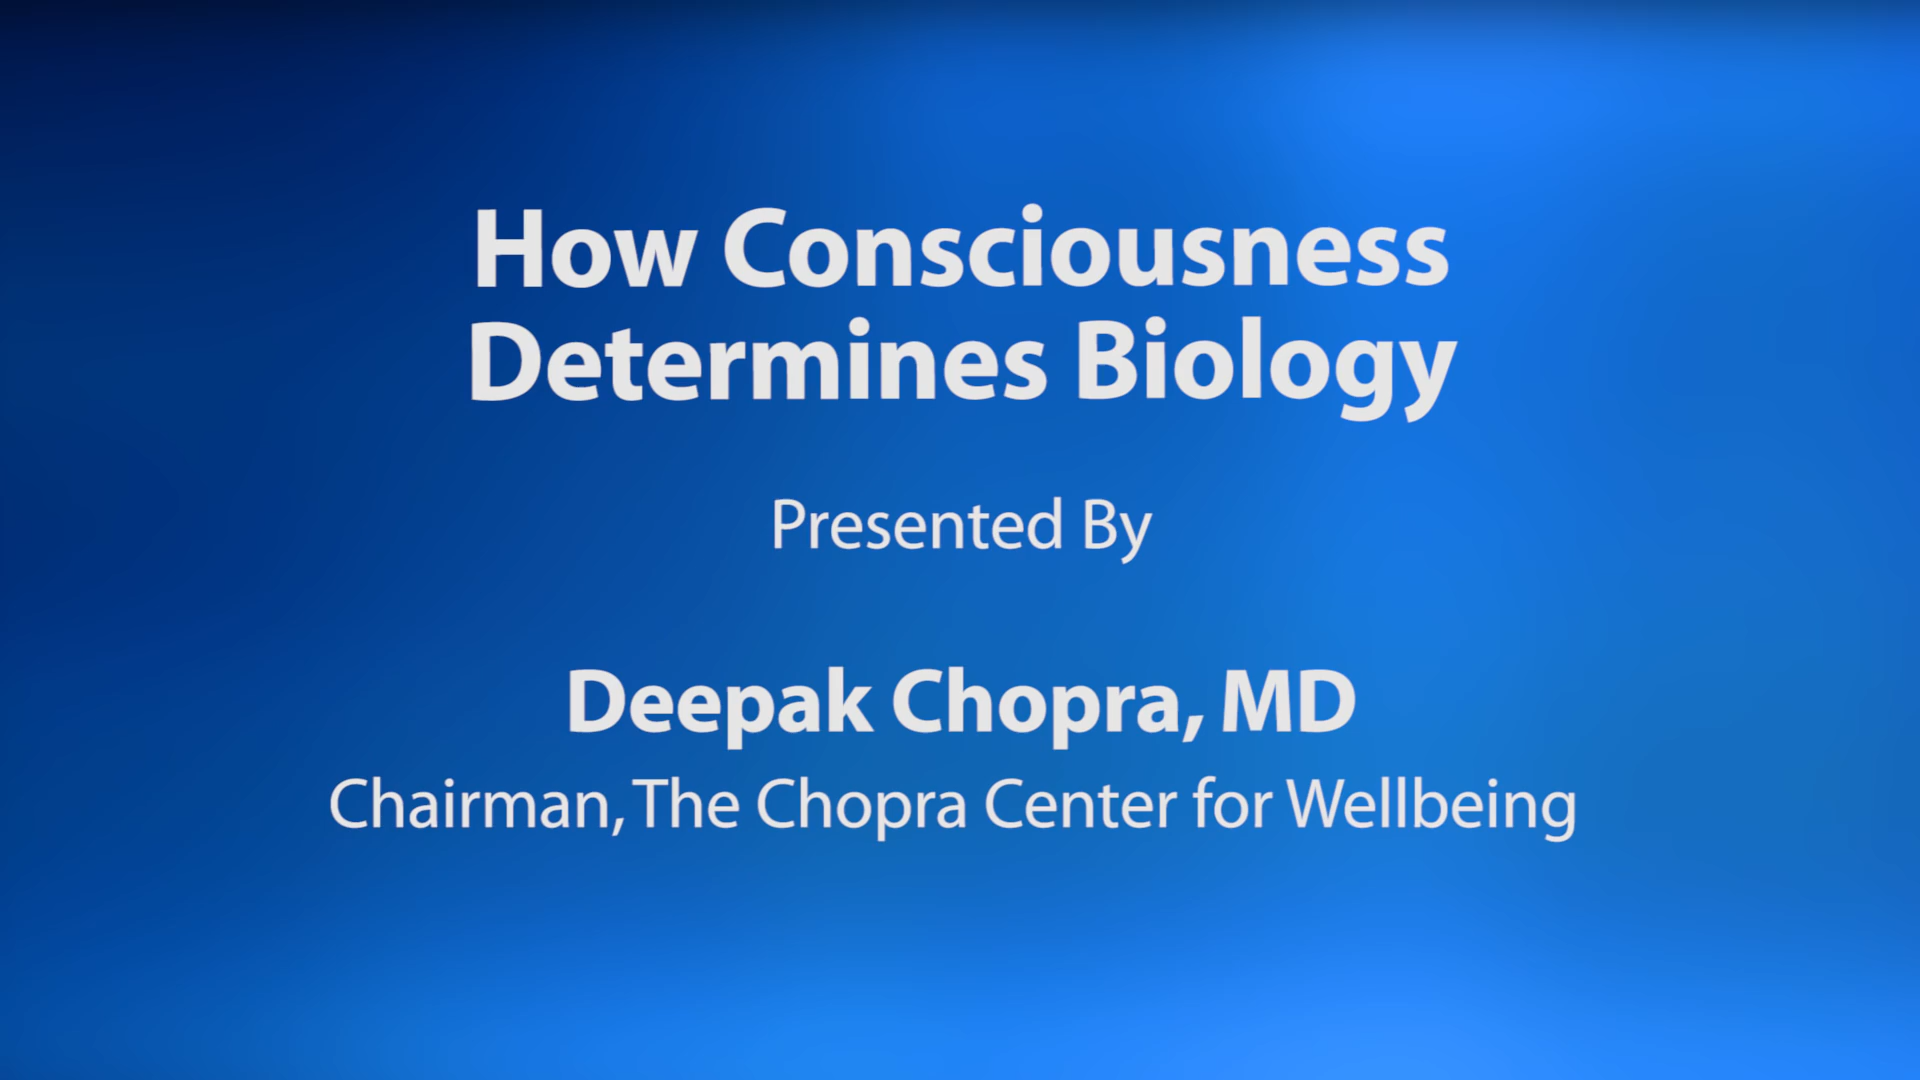 How Consciousness
Determines Biology
Presented By
Deepak Chopra, MD
Chairman, The Chopra Center for Wellbeing